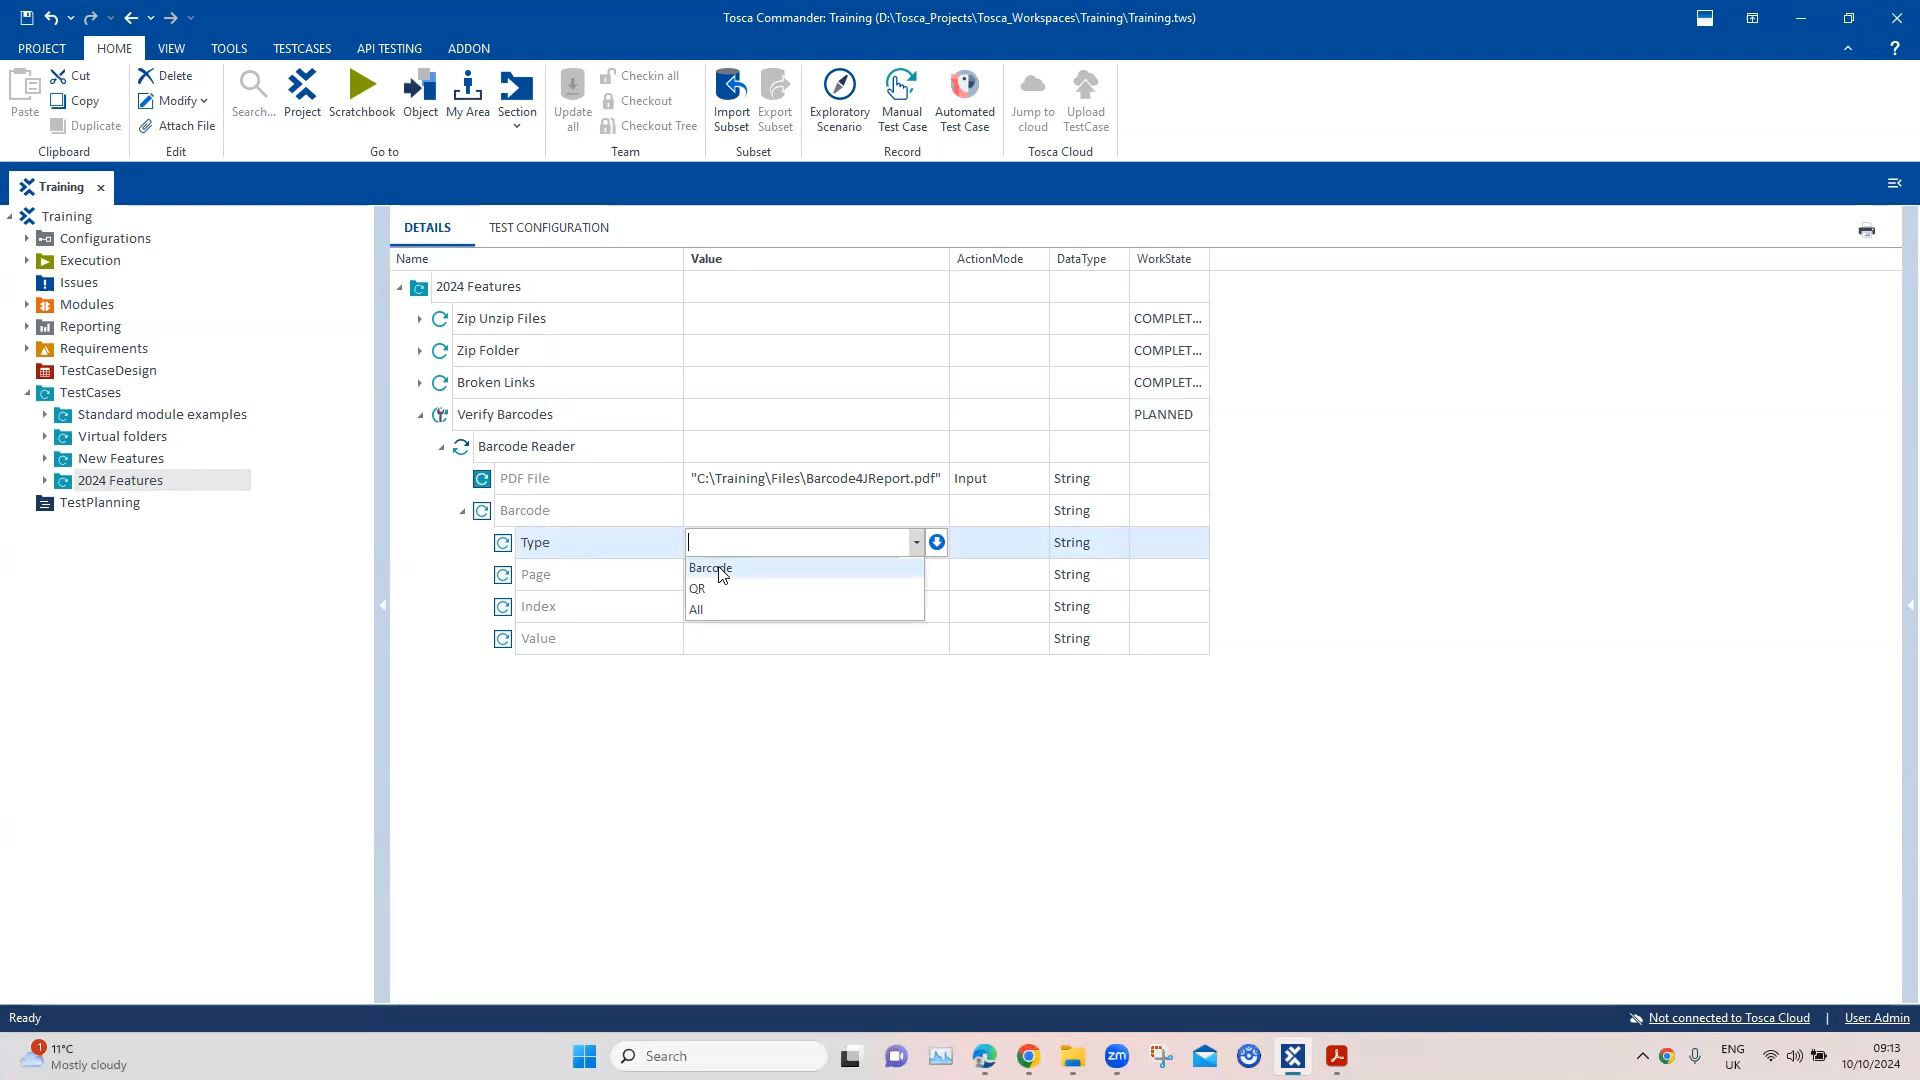 Tosca Commander: Training (D:\Tosca_Projects\Tosca_Workspaces\Training\Training.tws)
PROJECT HOME VIEW TOOLS TESTCASES API TESTING ADDON ?
Paste
Cut
Copy
Duplicate
Clipboard
Delete
Modify
Attach File
Edit
Search... Project Scratchbook Object My Area Section
Go to
Update all
Checkin all
Checkout
Checkout Tree
Team
Import Subset
Export Subset
Subset
Exploratory Scenario
Manual Test Case
Automated Test Case
Record
Jump to cloud
Upload TestCase
Tosca Cloud
Training
Training
Configurations
Execution
Issues
Modules
Reporting
Requirements
TestCaseDesign
TestCases
Standard module examples
Virtual folders
New Features
2024 Features
TestPlanning
DETAILS TEST CONFIGURATION
Name Value ActionMode DataType WorkState
2024 Features
Zip Unzip Files COMPLET...
Zip Folder COMPLET...
Broken Links COMPLET...
Verify Barcodes PLANNED
Barcode Reader
PDF File "C:\Training\Files\Barcode4JReport.pdf" Input String
Barcode String
Type String
Barcode
QR
All
Page String
Index String
Value String
Ready Not connected to Tosca Cloud | User: Admin
1
11°C
Mostly cloudy
Search
zm
ENG
UK
09:13
10/10/2024